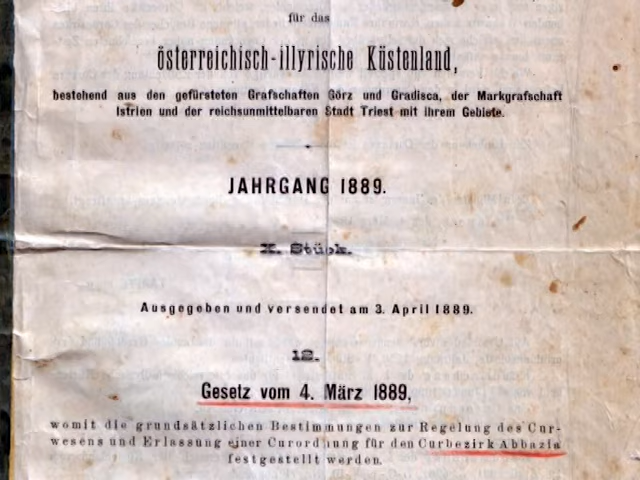 für das
österreichisch-illyrische Küstenland,
bestehend aus den gefürsteten Grafschaften Görz und Gradisca, der Markgrafschaft
Istrien und der reichsunmittelbaren Stadt Triest mit ihrem Gebiete.
JAHRGANG 1889.
X. Stück.
Ausgegeben und versendet am 3. April 1889.
12.
Gesetz vom 4. März 1889,
womit die grundsätzlichen Bestimmungen zur Regelung des Cur-
wesens und Erlassung einer Curordnung für den Curbezirk Abbazia
festgestellt werden.